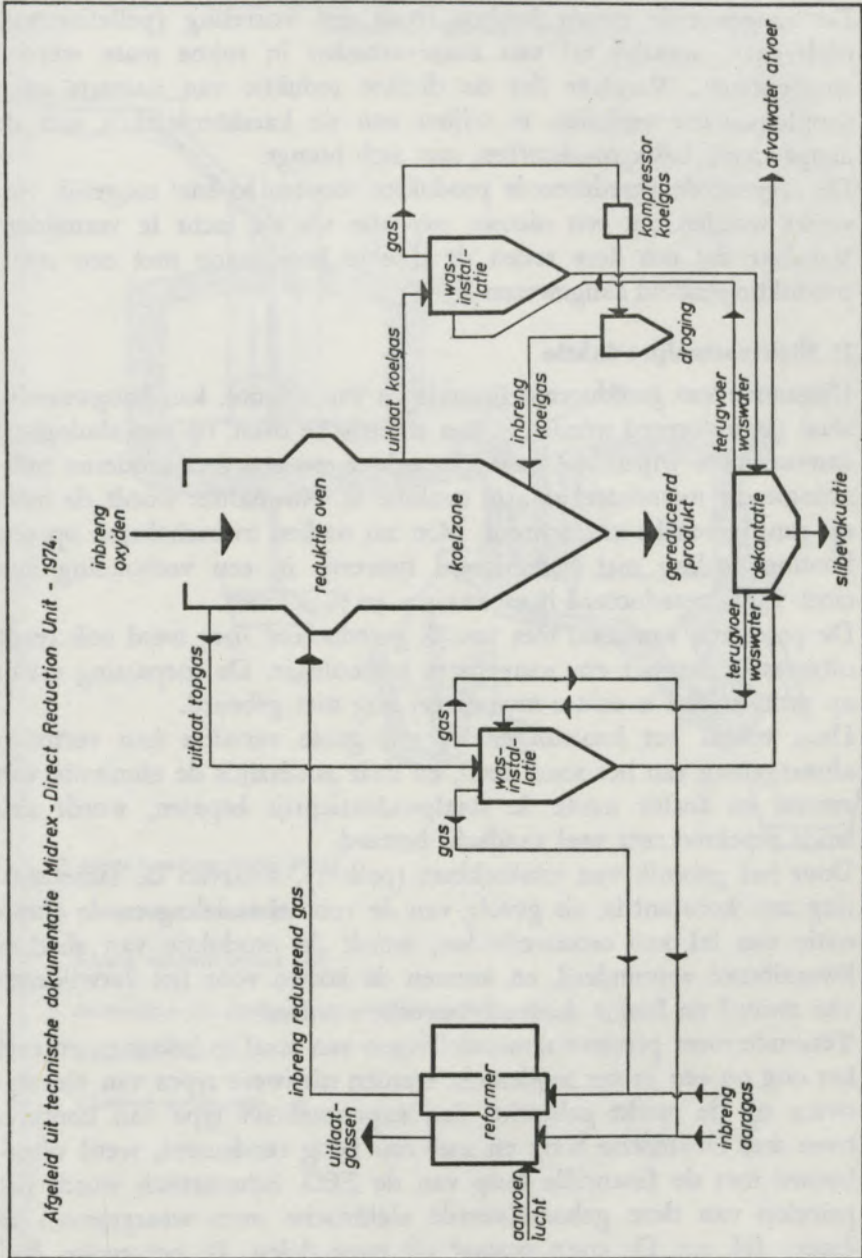 Afgeleid uit technische dokumentatie Midrex - Direct Reduction Unit - 1974.
inbreng
oxyden
uitlaat topgas
reduktie oven
inbreng reducerend gas
uitlaat-
gassen
reformer
aanvoer
lucht
inbreng
aardgas
gas
gas
was-
instal-
latie
koelzone
uitlaat koelgas
gas
was-
instal-
latie
kompressor
koelgas
inbreng
koelgas
droging
gereduceerd
produkt
terugvoer
waswater
terugvoer
waswater
dekantatie
slibevekuatie
afvalwater afvoer